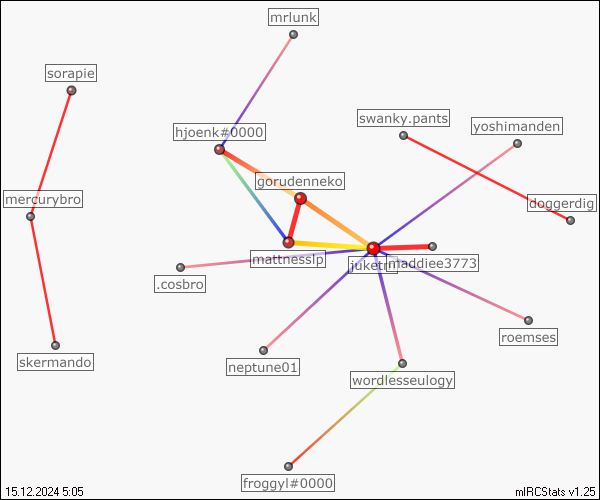 mrlunk
sorapie
swanky.pants
yoshimanden
hjoenk#0000
gorudenneko
mercurybro
doggerdig
mattnesslp
maddiee3773
.cosbro
roemses
skermando
neptune01
wordlesseulogy
froggyl#0000
15.12.2024 5:05
mIRCStats v1.25